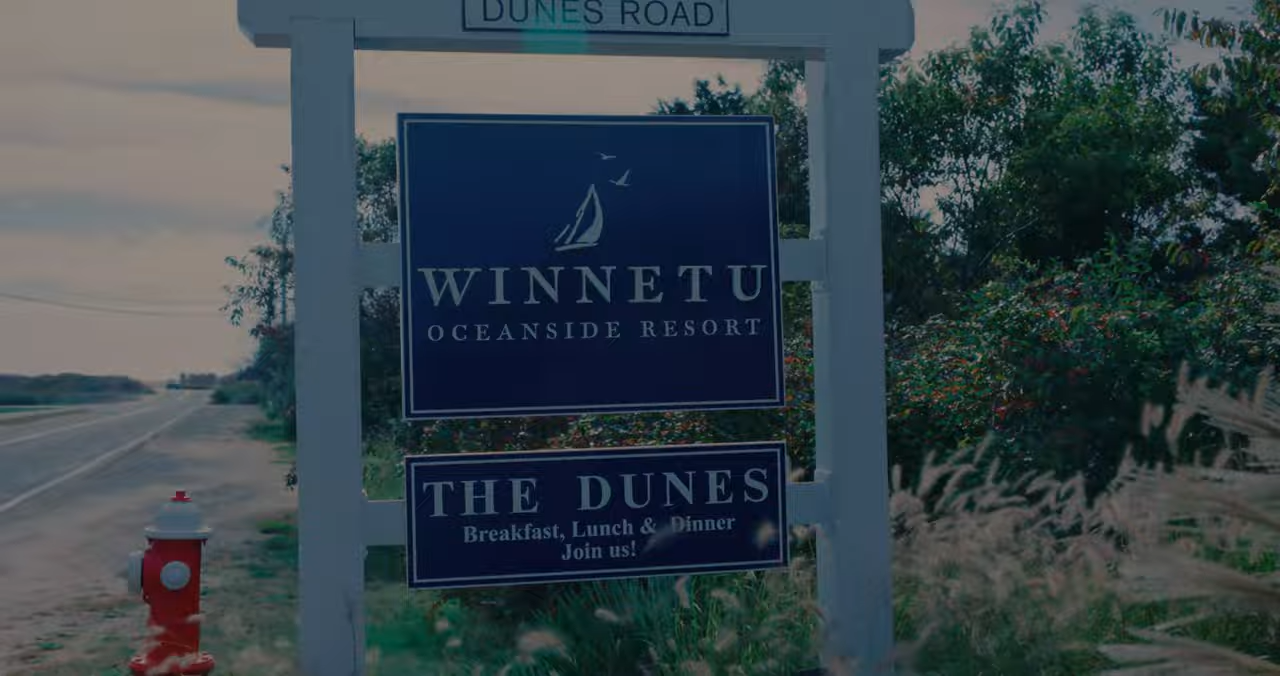 DUNES ROAD
WINNETU
OCEANSIDE RESORT
THE DUNES
Breakfast, Lunch & Dinner
Join us!